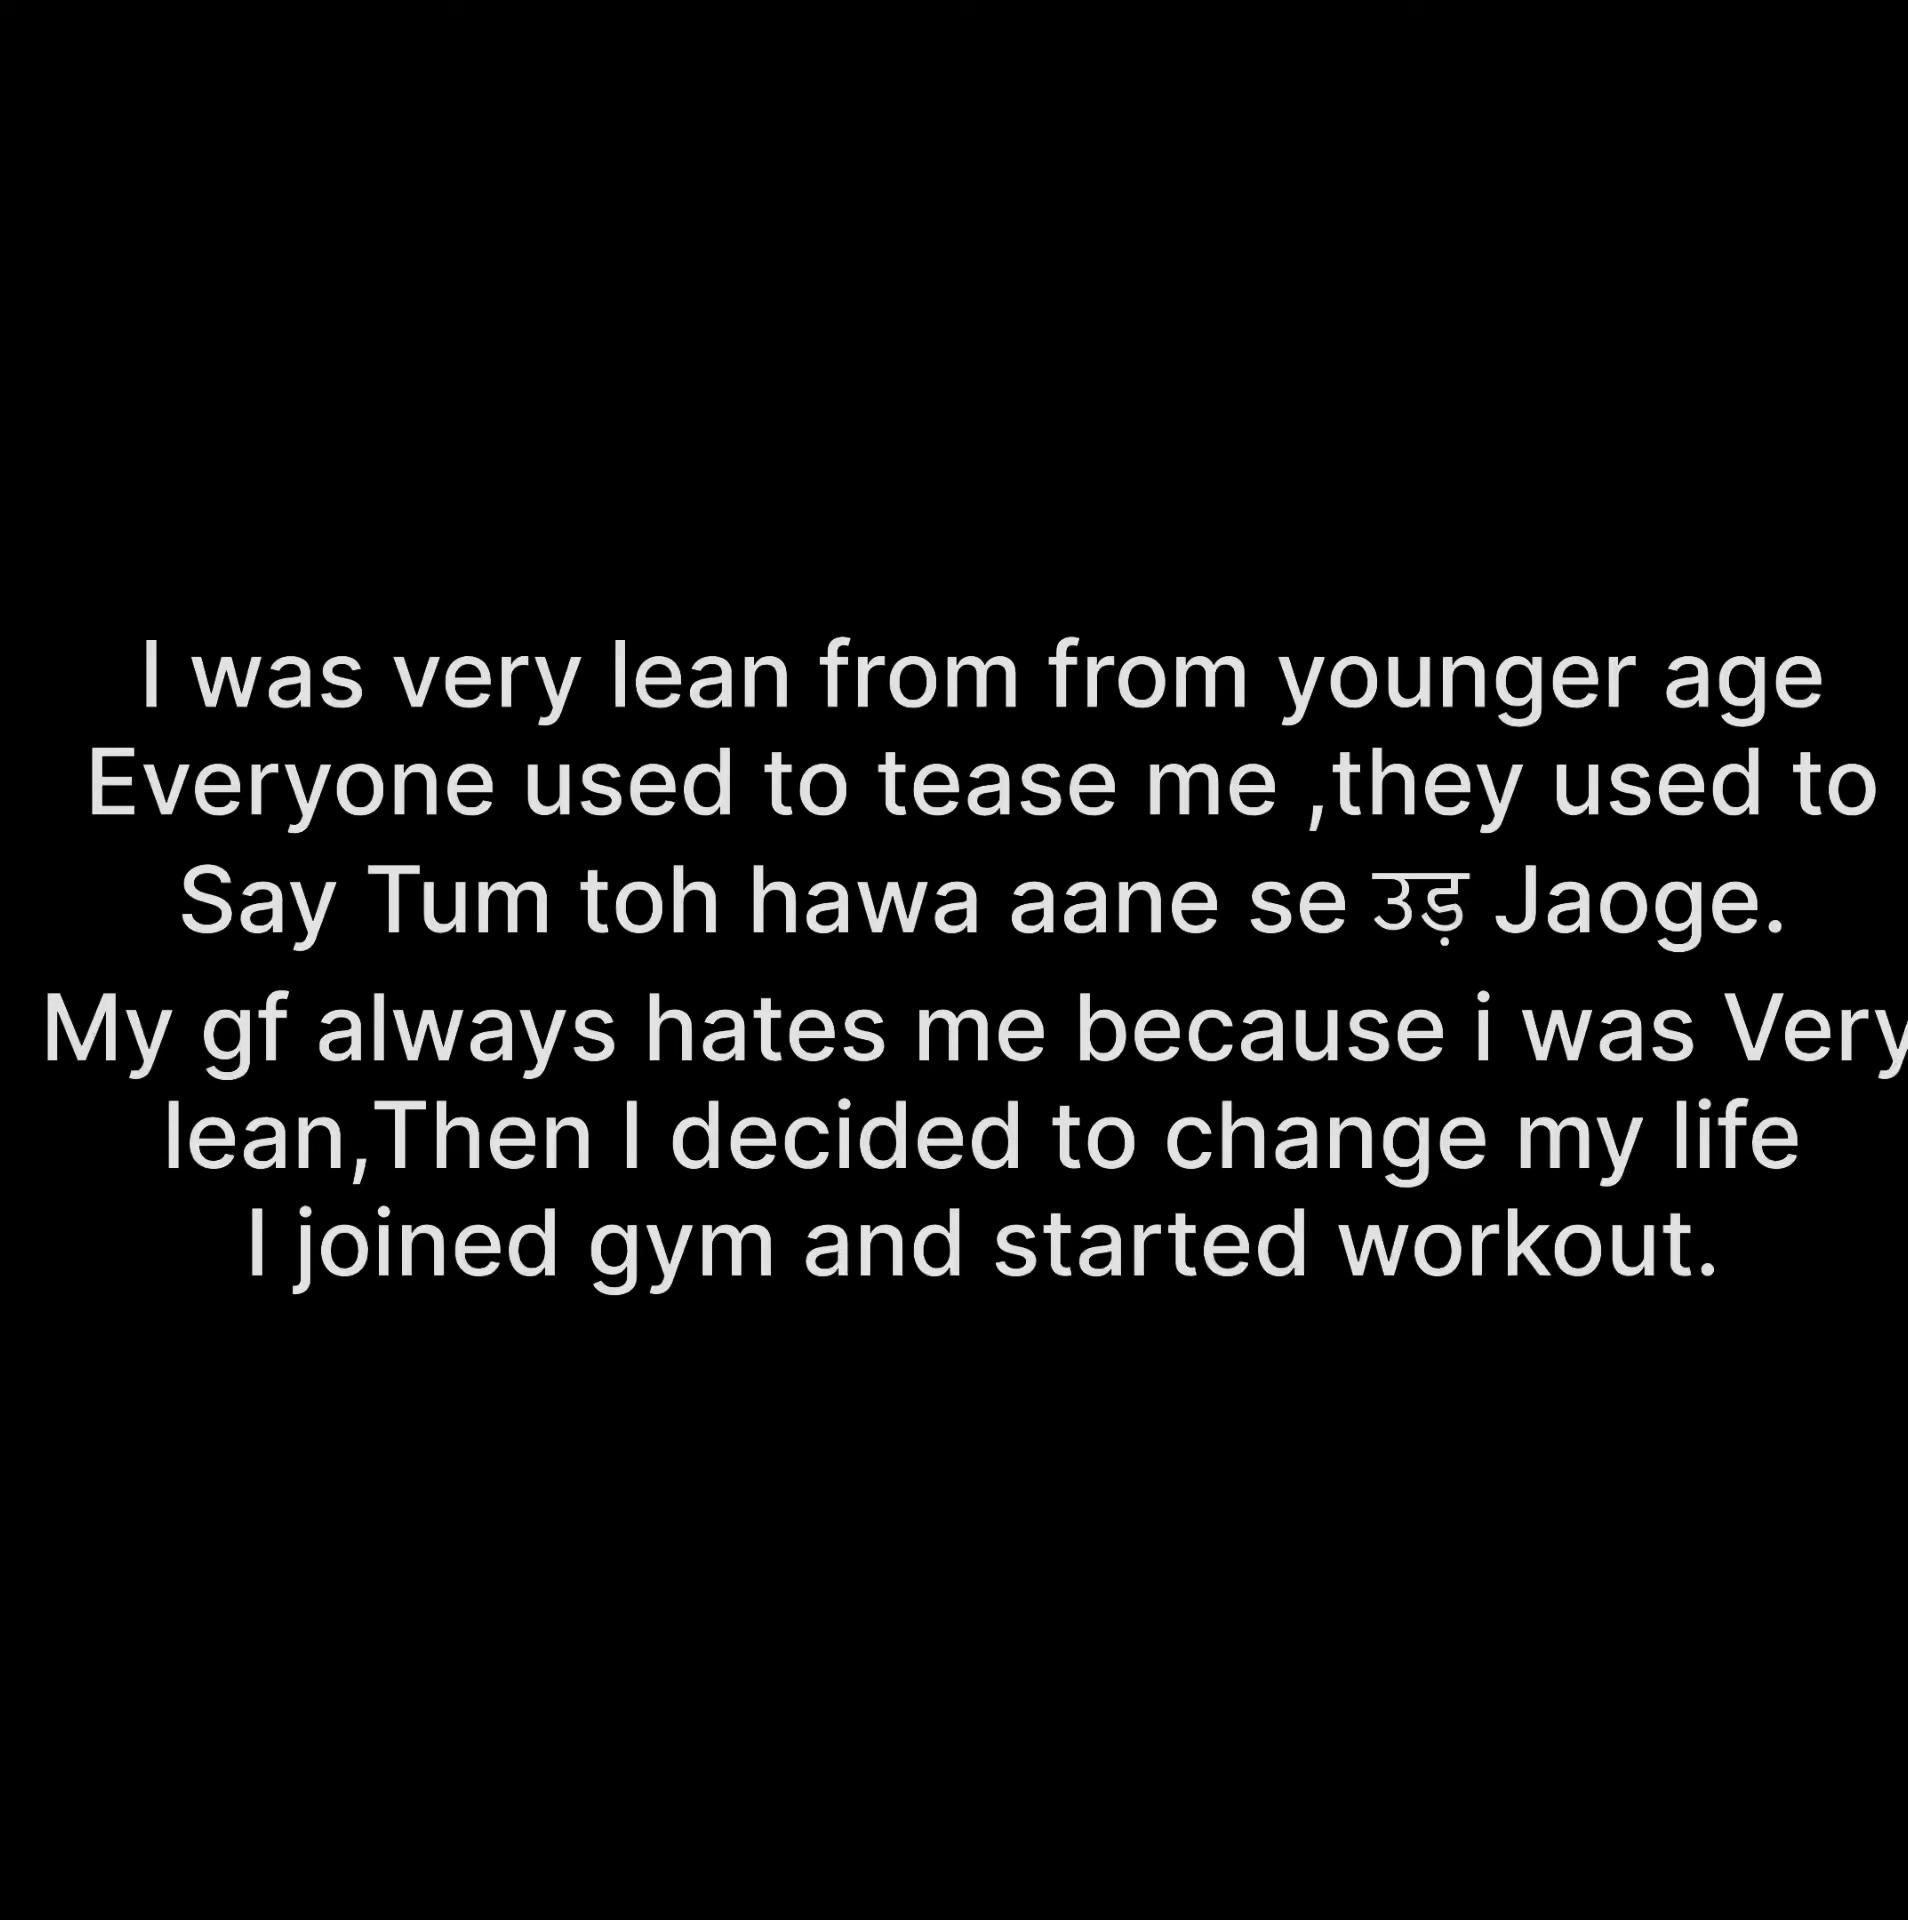 I was very lean from from younger age
Everyone used to tease me ,they used to
Say Tum toh hawa aane se उड़ Jaoge.
My gf always hates me because i was Very
lean,Then I decided to change my life
I joined gym and started workout.